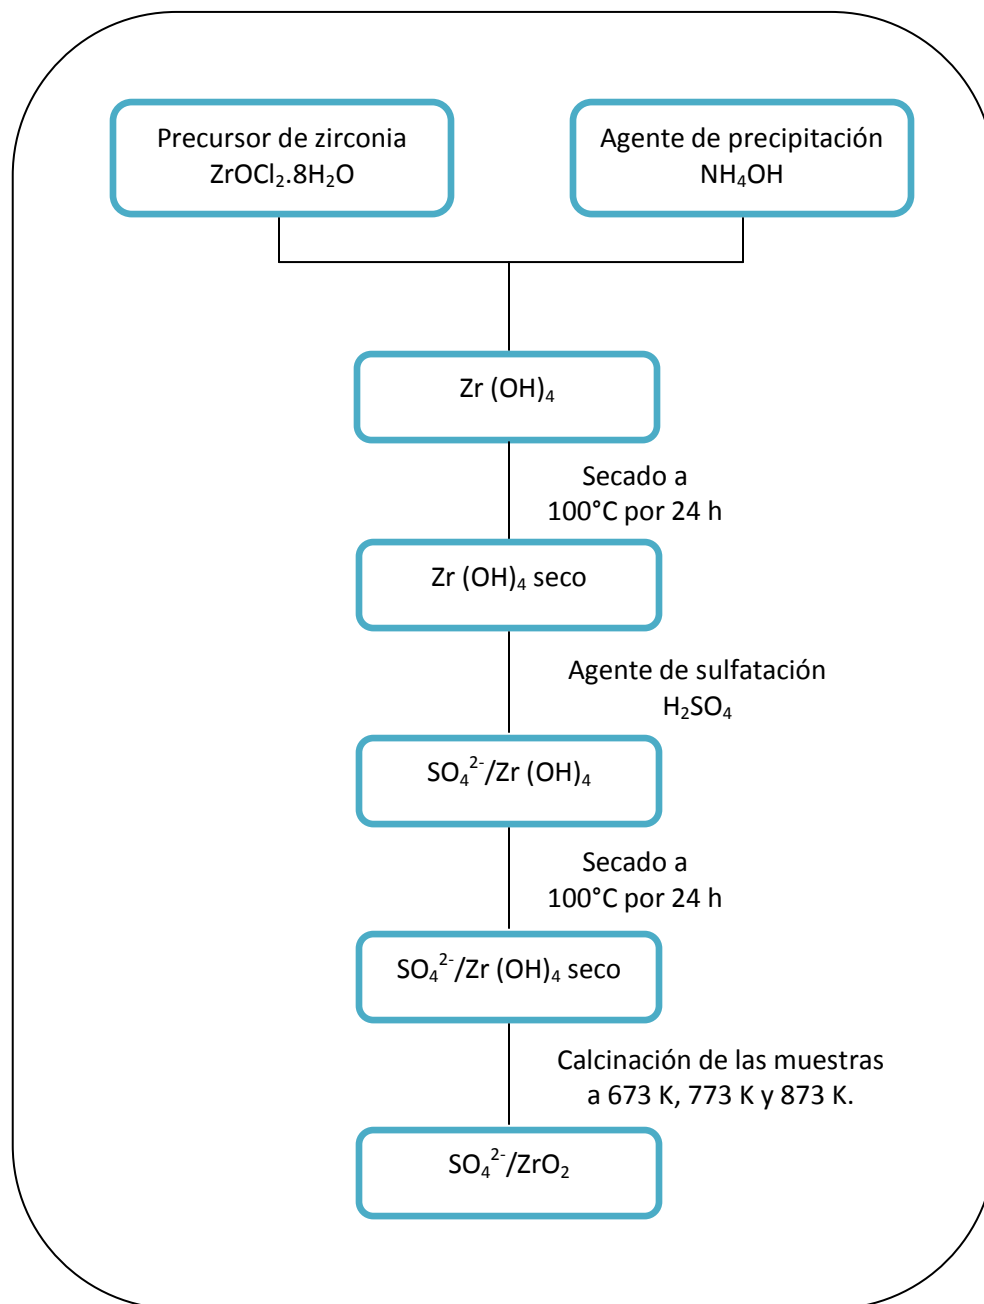 Precursor de zirconia
ZrOCl₂.8H₂O
Agente de precipitación
NH₄OH
Zr (OH)₄
Secado a
100°C por 24 h
Zr (OH)₄ seco
Agente de sulfatación
H₂SO₄
SO₄²⁻/Zr (OH)₄
Secado a
100°C por 24 h
SO₄²⁻/Zr (OH)₄ seco
Calcinación de las muestras
a 673 K, 773 K y 873 K.
SO₄²⁻/ZrO₂